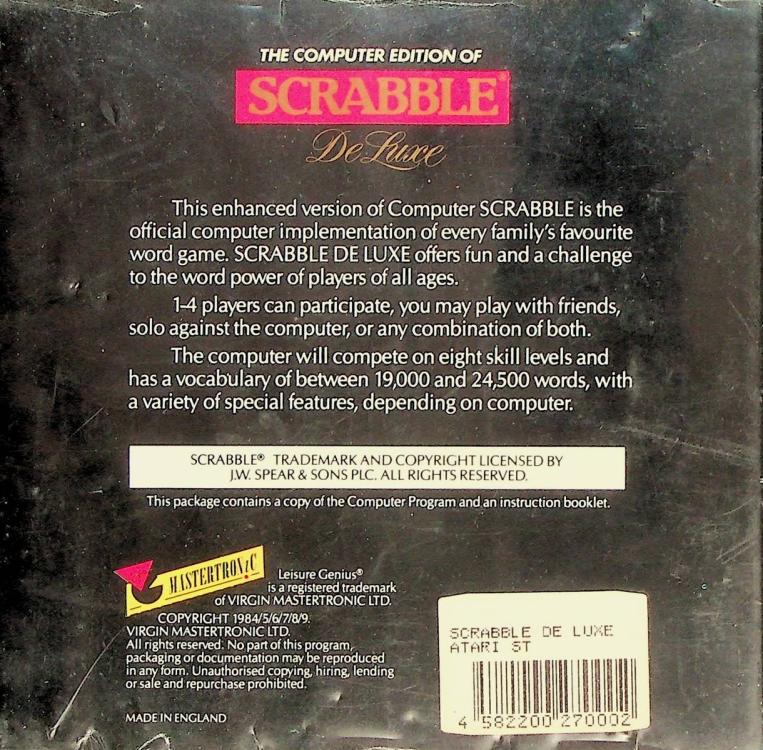 THE COMPUTER EDITION OF
SCRABBLE®
De Luxe
This enhanced version of Computer SCRABBLE is the
official computer implementation of every family's favourite
word game. SCRABBLE DE LUXE offers fun and a challenge
to the word power of players of all ages.
1-4 players can participate, you may play with friends,
solo against the computer, or any combination of both.
The computer will compete on eight skill levels and
has a vocabulary of between 19,000 and 24,500 words, with
a variety of special features, depending on computer.
SCRABBLE® TRADEMARK AND COPYRIGHT LICENSED BY
J.W. SPEAR & SONS PLC. ALL RIGHTS RESERVED.
This package contains a copy of the Computer Program and an instruction booklet.
MASTERTRONIC
Leisure Genius®
is a registered trademark
of VIRGIN MASTERTRONIC LTD.
COPYRIGHT 1984/5/6/7/8/9.
VIRGIN MASTERTRONIC LTD.
All rights reserved. No part of this program,
packaging or documentation may be reproduced
in any form. Unauthorised copying, hiring, lending
or sale and repurchase prohibited.
MADE IN ENGLAND
SCRABBLE DE LUXE
ATARI ST
4 582200 270002